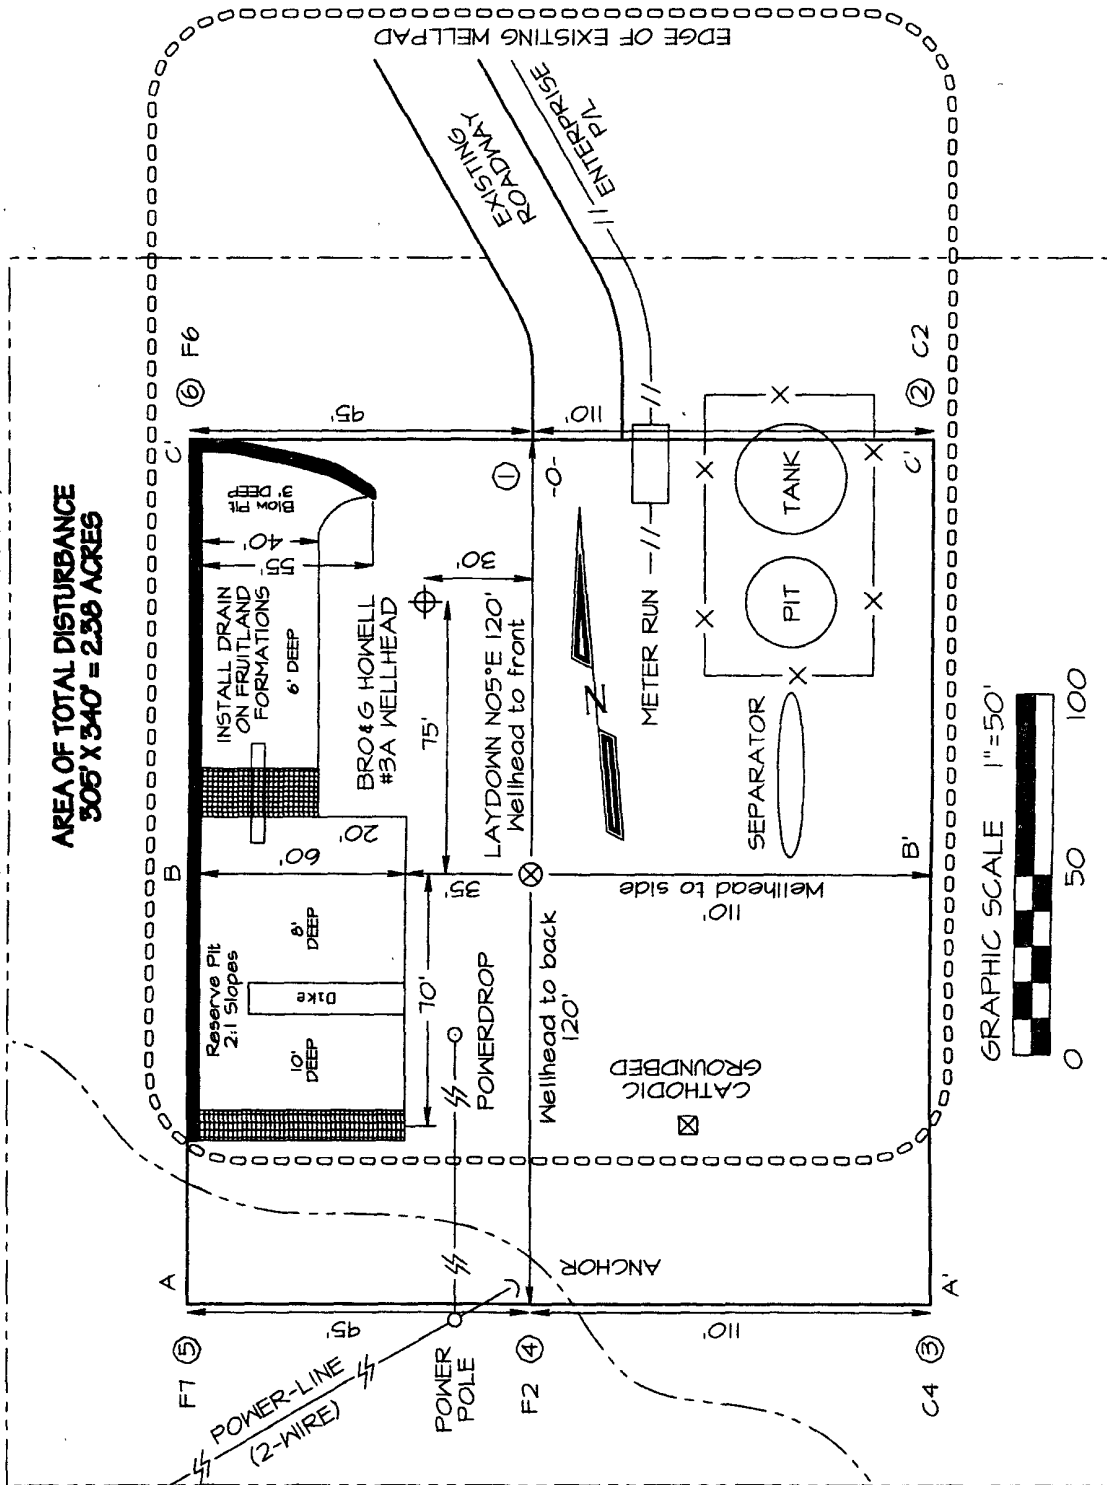 AREA OF TOTAL DISTURBANCE
305' X 340' = 2.38 ACRES
EDGE OF EXISTING WELLPAD
EXISTING
ROADWAY
// ENTERPRISE
P/L
F6
⑥
C'
95'
Blow Pit
3' DEEP
40'
55'
INSTALL DRAIN
ON FRUITLAND
FORMATIONS
6' DEEP
BRO&G HOWELL
#3A WELLHEAD
30'
75'
①
-0-
110'
C2
②
C'
LAYDOWN N05°E 120'
Wellhead to front
N
METER RUN
TANK
PIT
SEPARATOR
B
60'
20'
35'
B'
110'
Wellhead to side
Reserve Pit
2:1 Slopes
8'
DEEP
Dike
10'
DEEP
70'
POWERDROP
Wellhead to back
120'
CATHODIC
GROUNDBED
ANCHOR
A
A'
95'
110'
F7 ⑤
POWER-LINE
(2-WIRE)
POWER
POLE
F2 ④
C4 ③
GRAPHIC SCALE 1"=50'
0 50 100